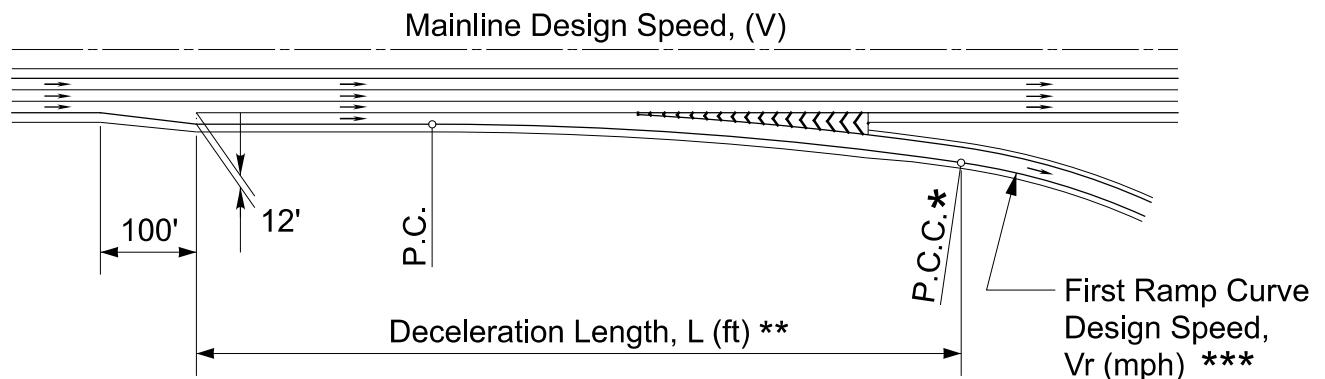 Mainline Design Speed, (V)
12'
100'
P.C.
P.C.C.*
Deceleration Length, L (ft) **
First Ramp Curve
Design Speed,
Vr (mph) ***